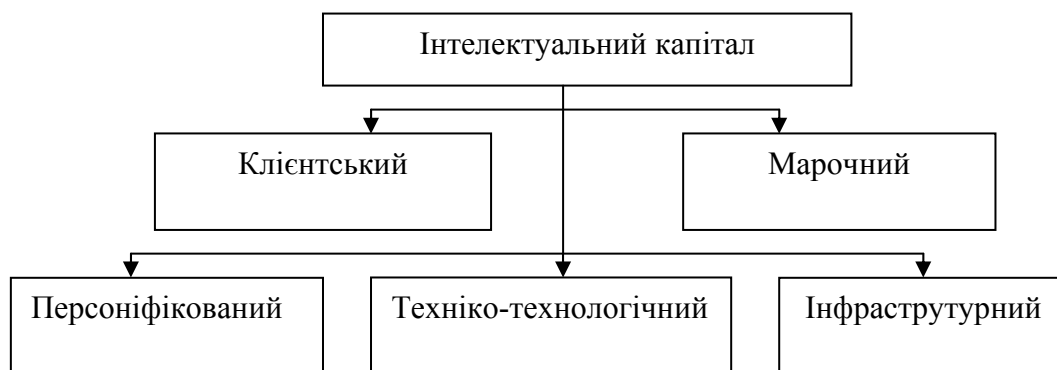 Інтелектуальний капітал
Клієнтський
Марочний
Персоніфікований
Техніко-технологічний
Інфраструтурний